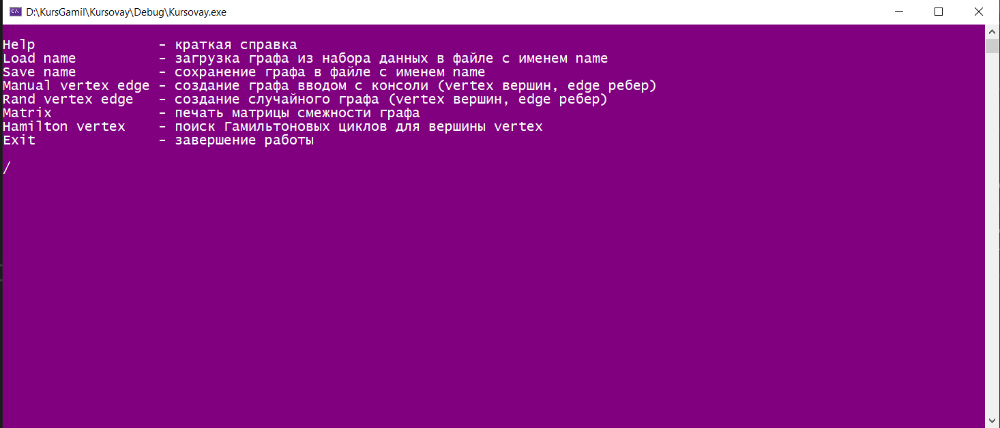 D:\KursGamil\Kursovay\Debug\Kursovay.exe
Help - краткая справка
Load name - загрузка графа из набора данных в файле с именем name
Save name - сохранение графа в файле с именем name
Manual vertex edge - создание графа вводом с консоли (vertex вершин, edge ребер)
Rand vertex edge - создание случайного графа (vertex вершин, edge ребер)
Matrix - печать матрицы смежности графа
Hamilton vertex - поиск Гамильтоновых циклов для вершины vertex
Exit - завершение работы
/